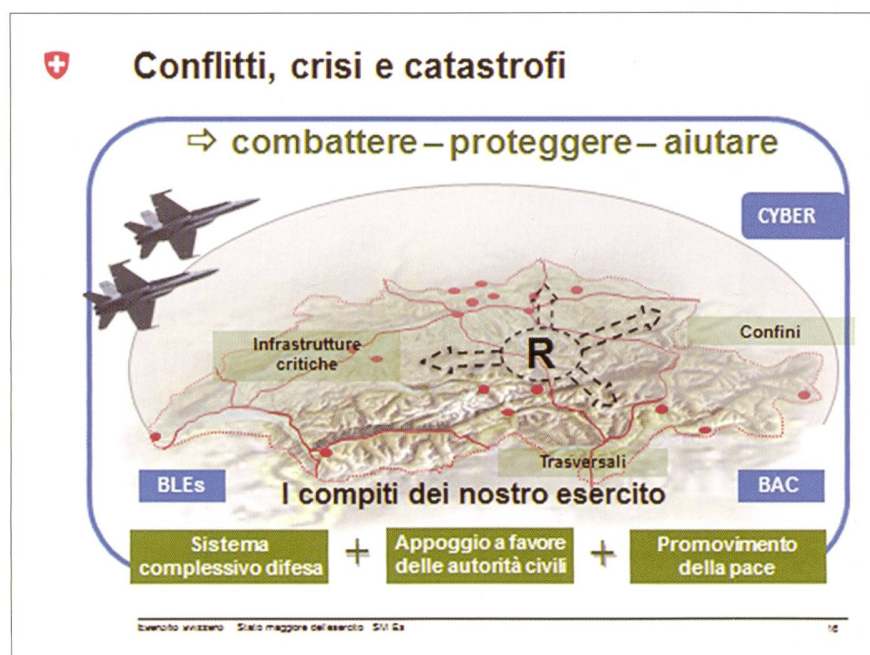 Conflitti, crisi e catastrofi
⇨ combattere – proteggere – aiutare
CYBER
Infrastrutture
critiche
R
Confini
Trasversali
BLEs
I compiti dei nostro esercito
BAC
Sistema
complessivo difesa
+
Appoggio a favore
delle autorità civili
+
Promovimento
della pace
Esercito svizzero Stato maggiore dell'esercito SM Es
16